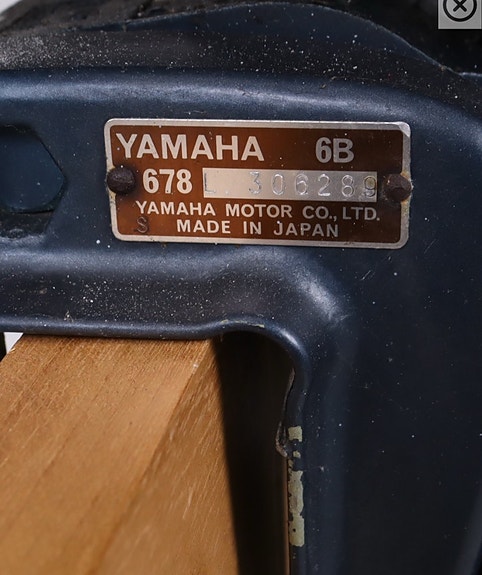 YAMAHA 6B
678 L 306289
YAMAHA MOTOR CO., LTD.
S MADE IN JAPAN